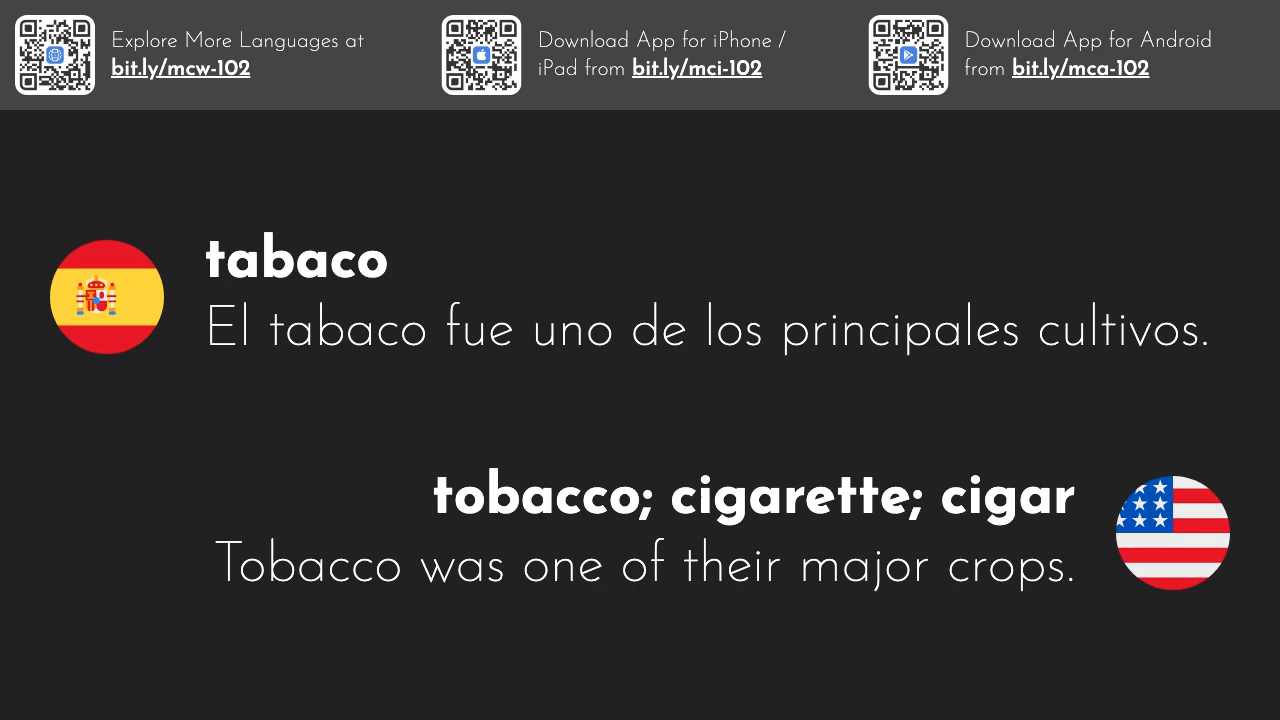 Explore More Languages at
bit.ly/mcw-102
Download App for iPhone /
iPad from bit.ly/mci-102
Download App for Android
from bit.ly/mca-102
tabaco
El tabaco fue uno de los principales cultivos.
tobacco; cigarette; cigar
Tobacco was one of their major crops.